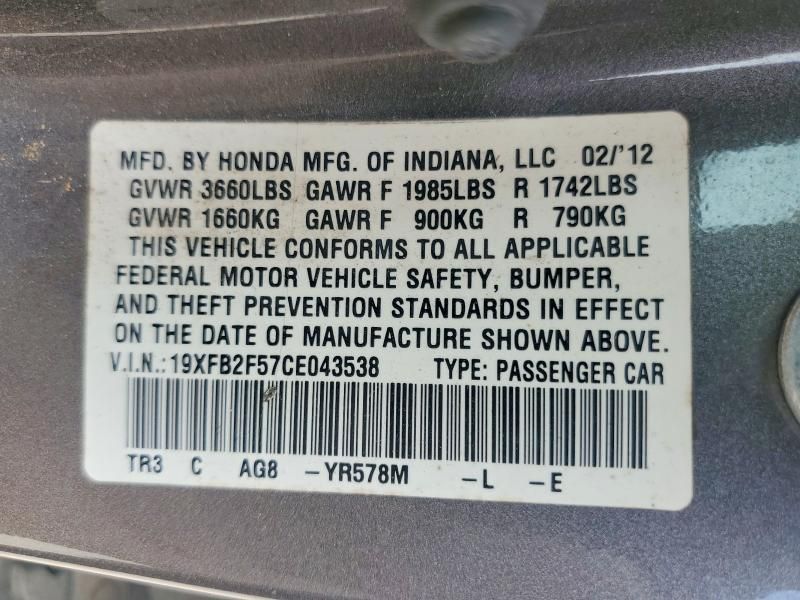 MFD. BY HONDA MFG. OF INDIANA, LLC 02/'12
GVWR 3660LBS GAWR F 1985LBS R 1742LBS
GVWR 1660KG GAWR F 900KG R 790KG
THIS VEHICLE CONFORMS TO ALL APPLICABLE
FEDERAL MOTOR VEHICLE SAFETY, BUMPER,
AND THEFT PREVENTION STANDARDS IN EFFECT
ON THE DATE OF MANUFACTURE SHOWN ABOVE.
V.I.N.:19XFB2F57CE043538 TYPE: PASSENGER CAR
TR3 C AG8 -YR578M -L -E